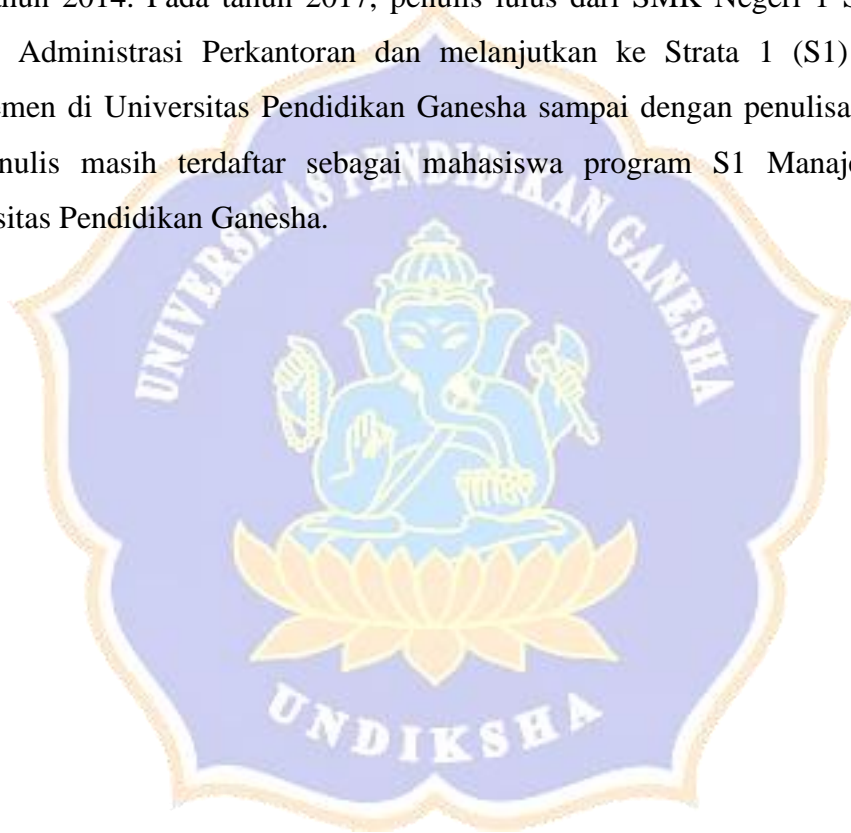 tahun 2014. Pada tahun 2017, penulis lulus dari SMK Negeri 1 S
Administrasi Perkantoran dan melanjutkan ke Strata 1 (S1)
emen di Universitas Pendidikan Ganesha sampai dengan penulisa
nulis masih terdaftar sebagai mahasiswa program S1 Manaj
sitas Pendidikan Ganesha.
UNIVERSITAS PENDIDIKAN GANESHA
UNDIKSHA